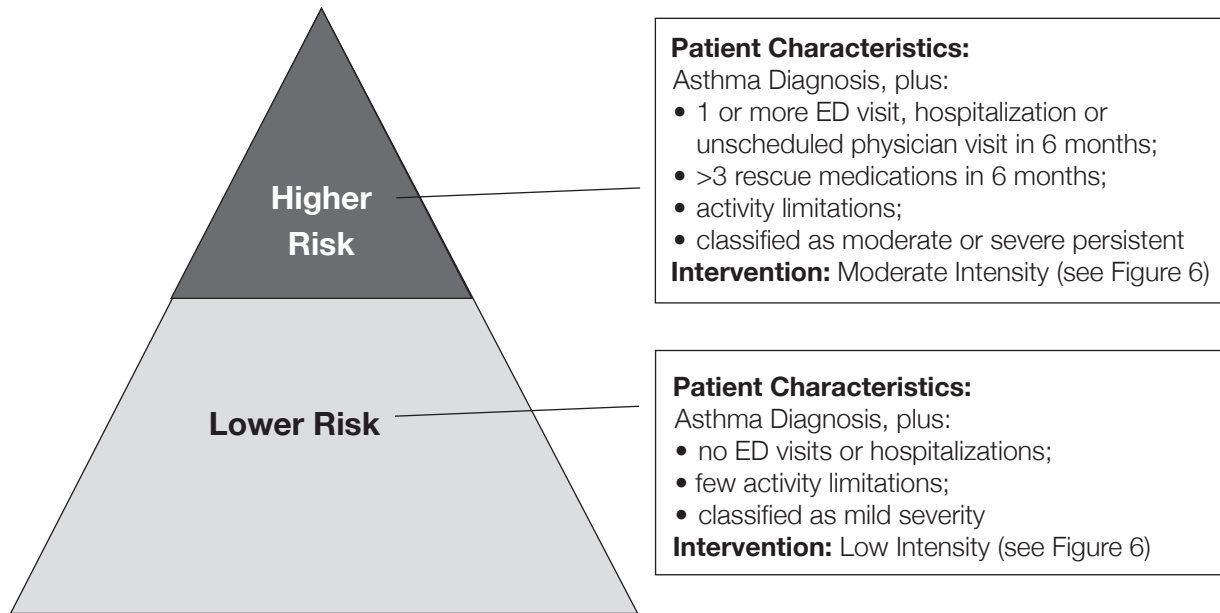 Higher
Risk
Patient Characteristics:
Asthma Diagnosis, plus:
• 1 or more ED visit, hospitalization or
unscheduled physician visit in 6 months;
• >3 rescue medications in 6 months;
• activity limitations;
• classified as moderate or severe persistent
Intervention: Moderate Intensity (see Figure 6)
Lower Risk
Patient Characteristics:
Asthma Diagnosis, plus:
• no ED visits or hospitalizations;
• few activity limitations;
• classified as mild severity
Intervention: Low Intensity (see Figure 6)